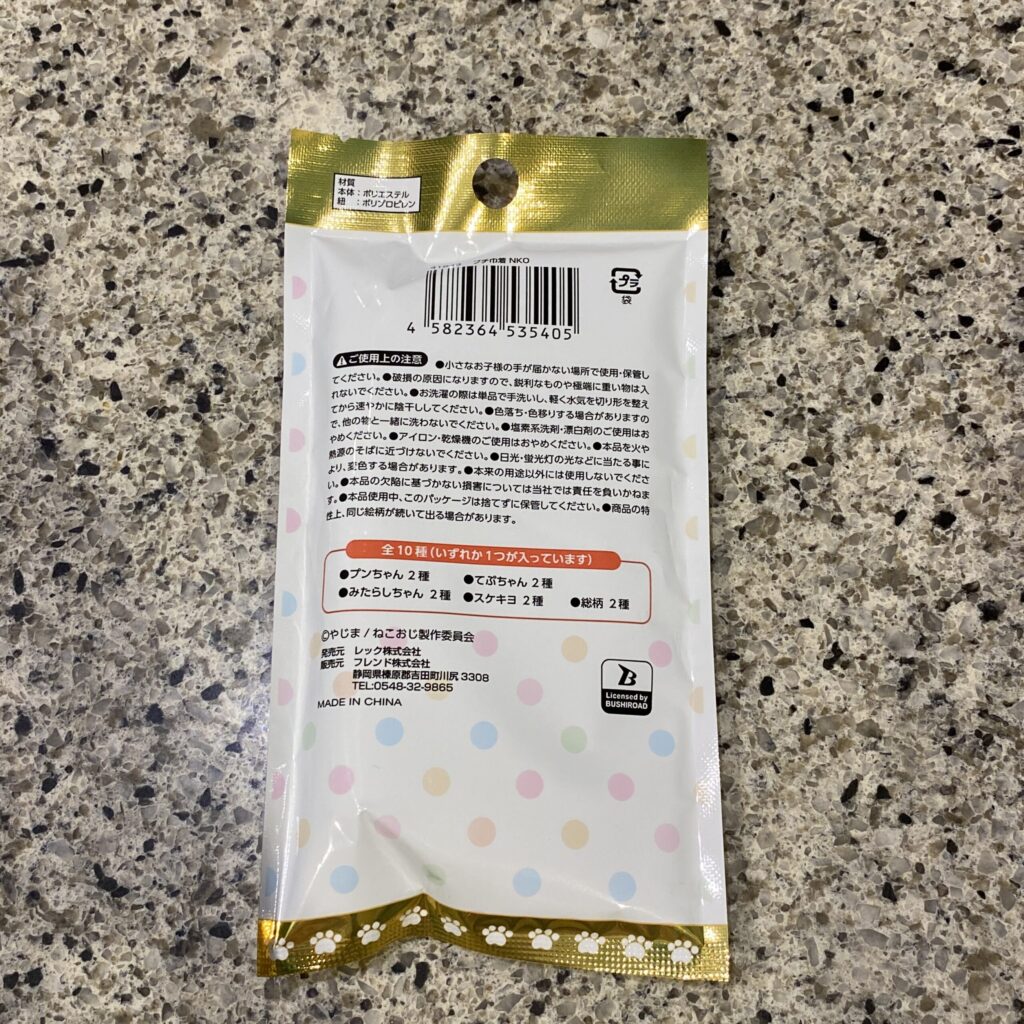 材質
本体：ポリエステル
紐　：ポリプロピレン
プチ巾着 NKO
4 582364 535405
プラ
袋
ご使用上の注意 ●小さなお子様の手が届かない場所で使用・保管し
てください。●破損の原因になりますので、鋭利なものや極端に重い物は入
れないでください。●お洗濯の際は単品で手洗いし、軽く水気を切り形を整え
てから速やかに陰干ししてください。●色落ち・色移りする場合がありますの
で、他の物と一緒に洗わないでください。●塩素系洗剤・漂白剤のご使用はお
やめください。●アイロン・乾燥機のご使用はおやめください。●本品を火や
熱源のそばに近づけないでください。●日光・蛍光灯の光などに当たる事に
より、変色する場合があります。●本来の用途以外には使用しないでくださ
い。●本品の欠陥に基づかない損害については当社では責任を負いかねま
す。●本品使用中、このパッケージは捨てずに保管してください。●商品の特
性上、同じ絵柄が続いて出る場合があります。
全10種(いずれか1つが入っています)
●プンちゃん 2種 ●てぷちゃん 2種
●みたらしちゃん 2種 ●スケキヨ 2種 ●総柄 2種
©やじま / ねこおじ製作委員会
発売元 レック株式会社
販売元 フレンド株式会社
静岡県榛原郡吉田町川尻 3308
TEL:0548-32-9865
MADE IN CHINA
B
Licensed by
BUSHIROAD